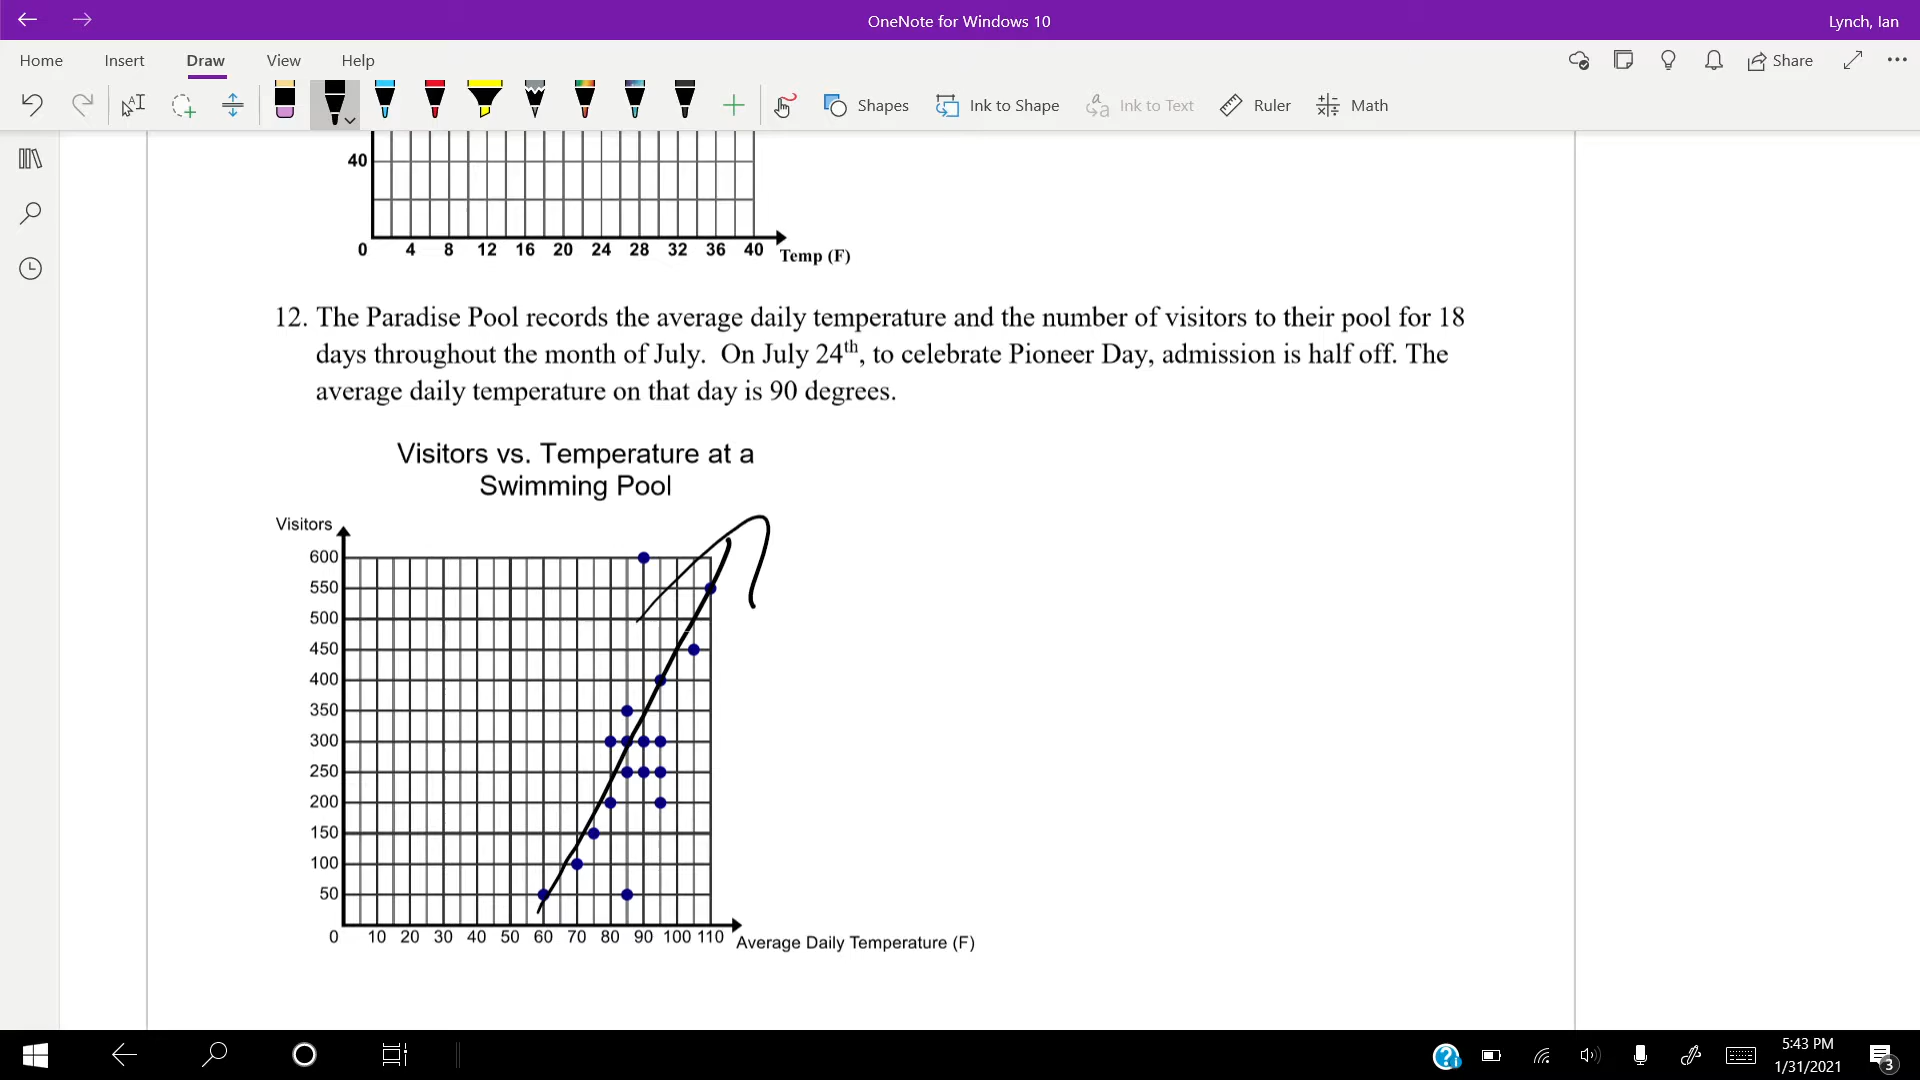 OneNote for Windows 10
Lynch, Ian
Home Insert Draw View Help
Share
Shapes Ink to Shape Ink to Text Ruler Math
40
0 4 8 12 16 20 24 28 32 36 40 Temp (F)
12. The Paradise Pool records the average daily temperature and the number of visitors to their pool for 18
days throughout the month of July. On July 24th, to celebrate Pioneer Day, admission is half off. The
average daily temperature on that day is 90 degrees.
Visitors vs. Temperature at a
Swimming Pool
Visitors
600
550
500
450
400
350
300
250
200
150
100
50
0 10 20 30 40 50 60 70 80 90 100 110 Average Daily Temperature (F)
5:43 PM
1/31/2021
3